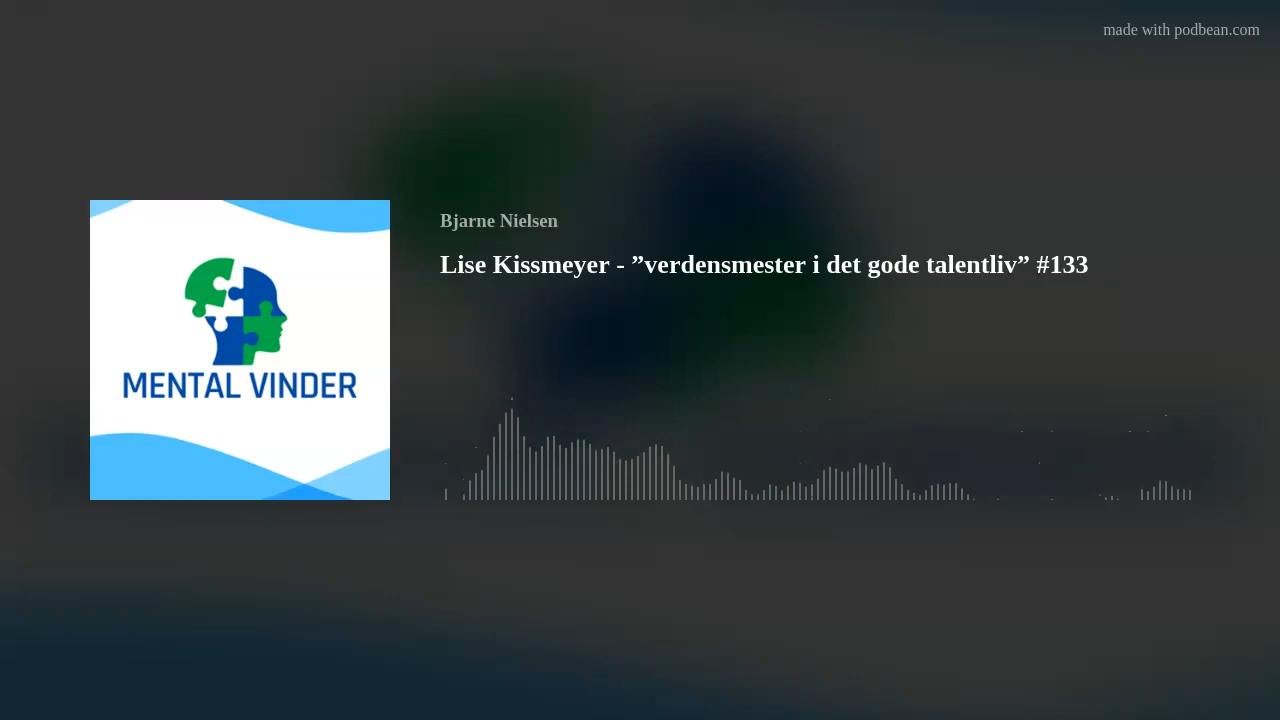 made with podbean.com
Bjarne Nielsen
Lise Kissmeyer - ”verdensmester i det gode talentliv” #133
MENTAL VINDER